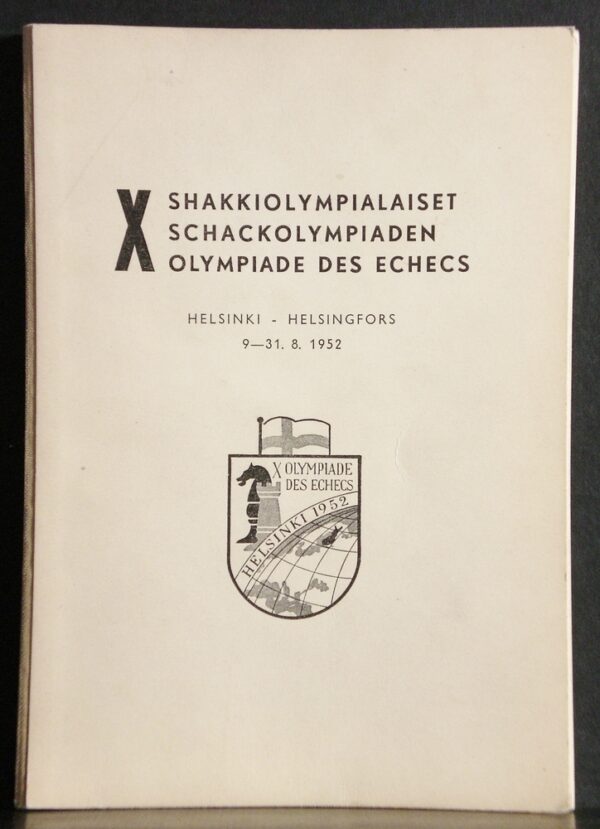 X
SHAKKIOLYMPIALAISET
SCHACKOLYMPIADEN
OLYMPIADE DES ECHECS
HELSINKI - HELSINGFORS
9—31. 8. 1952
X OLYMPIADE
DES ECHECS
HELSINKI 1952